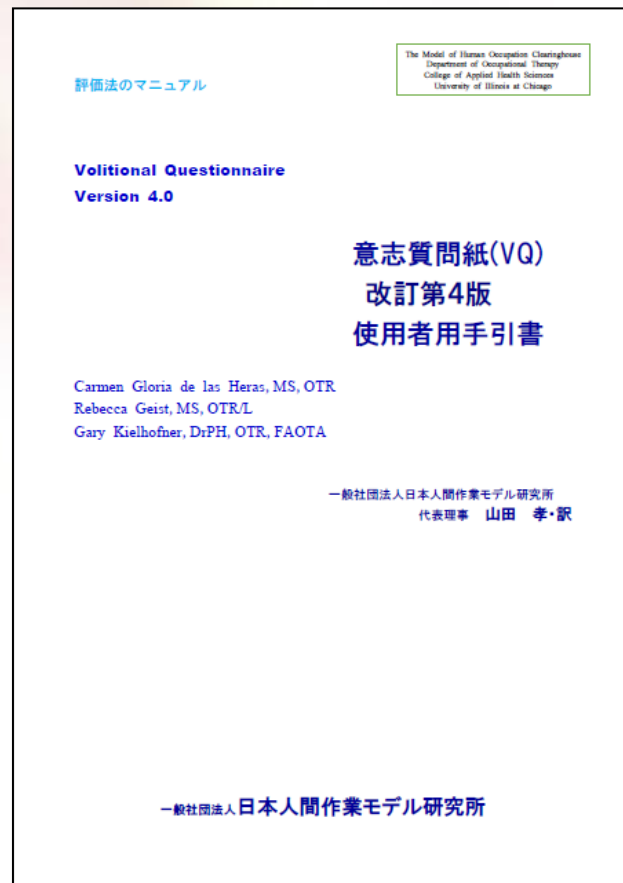 The Model of Human Occupation Clearinghouse
Department of Occupational Therapy
College of Applied Health Sciences
University of Illinois at Chicago
評価法のマニュアル
Volitional Questionnaire
Version 4.0
意志質問紙(VQ)
改訂第4版
使用者用手引書
Carmen Gloria de las Heras, MS, OTR
Rebecca Geist, MS, OTR/L
Gary Kielhofner, DrPH, OTR, FAOTA
一般社団法人日本人間作業モデル研究所
代表理事 山田 孝・訳
一般社団法人日本人間作業モデル研究所